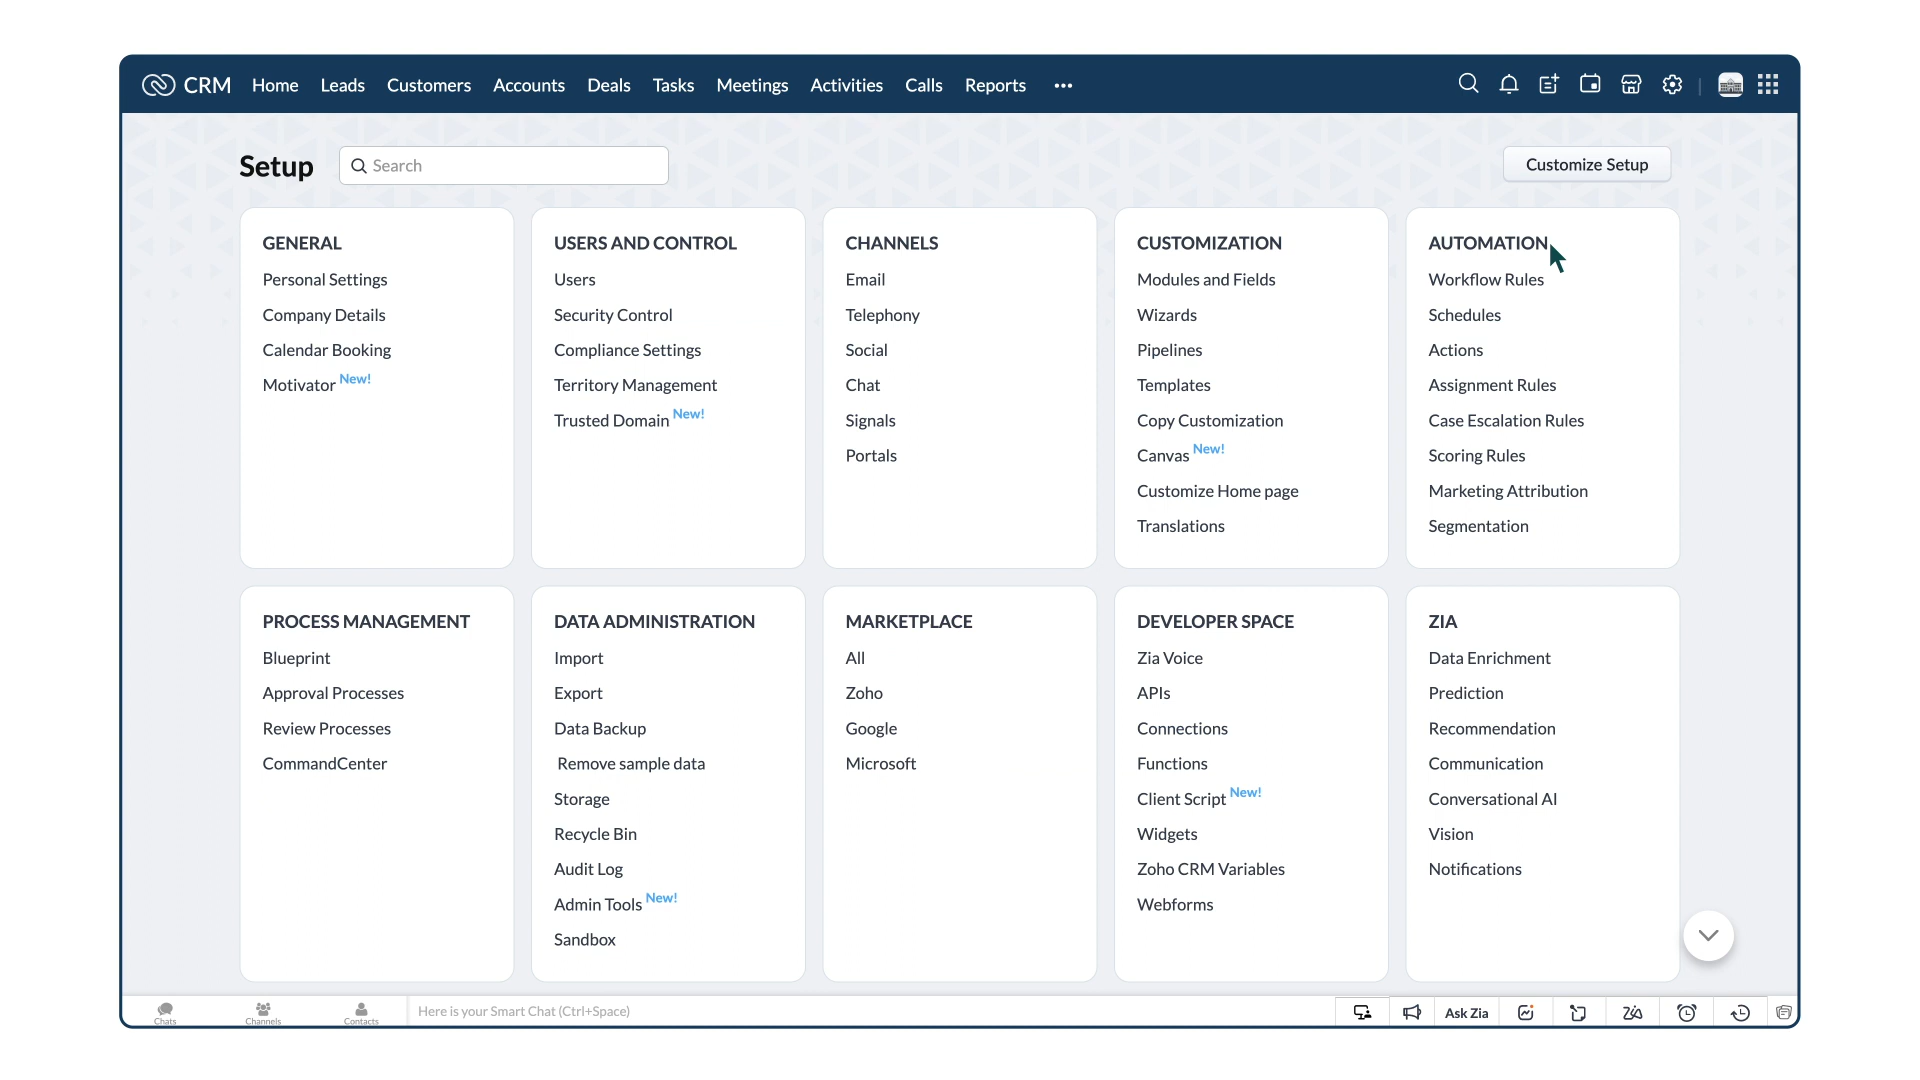 CRM Home Leads Customers Accounts Deals Tasks Meetings Activities Calls Reports •••
Setup Search Customize Setup
GENERAL
Personal Settings
Company Details
Calendar Booking
Motivator New!
USERS AND CONTROL
Users
Security Control
Compliance Settings
Territory Management
Trusted Domain New!
CHANNELS
Email
Telephony
Social
Chat
Signals
Portals
CUSTOMIZATION
Modules and Fields
Wizards
Pipelines
Templates
Copy Customization
Canvas New!
Customize Home page
Translations
AUTOMATION
Workflow Rules
Schedules
Actions
Assignment Rules
Case Escalation Rules
Scoring Rules
Marketing Attribution
Segmentation
PROCESS MANAGEMENT
Blueprint
Approval Processes
Review Processes
CommandCenter
DATA ADMINISTRATION
Import
Export
Data Backup
Remove sample data
Storage
Recycle Bin
Audit Log
Admin Tools New!
Sandbox
MARKETPLACE
All
Zoho
Google
Microsoft
DEVELOPER SPACE
Zia Voice
APIs
Connections
Functions
Client Script New!
Widgets
Zoho CRM Variables
Webforms
ZIA
Data Enrichment
Prediction
Recommendation
Communication
Conversational AI
Vision
Notifications
Chats Channels Contacts Here is your Smart Chat (Ctrl+Space) Ask Zia